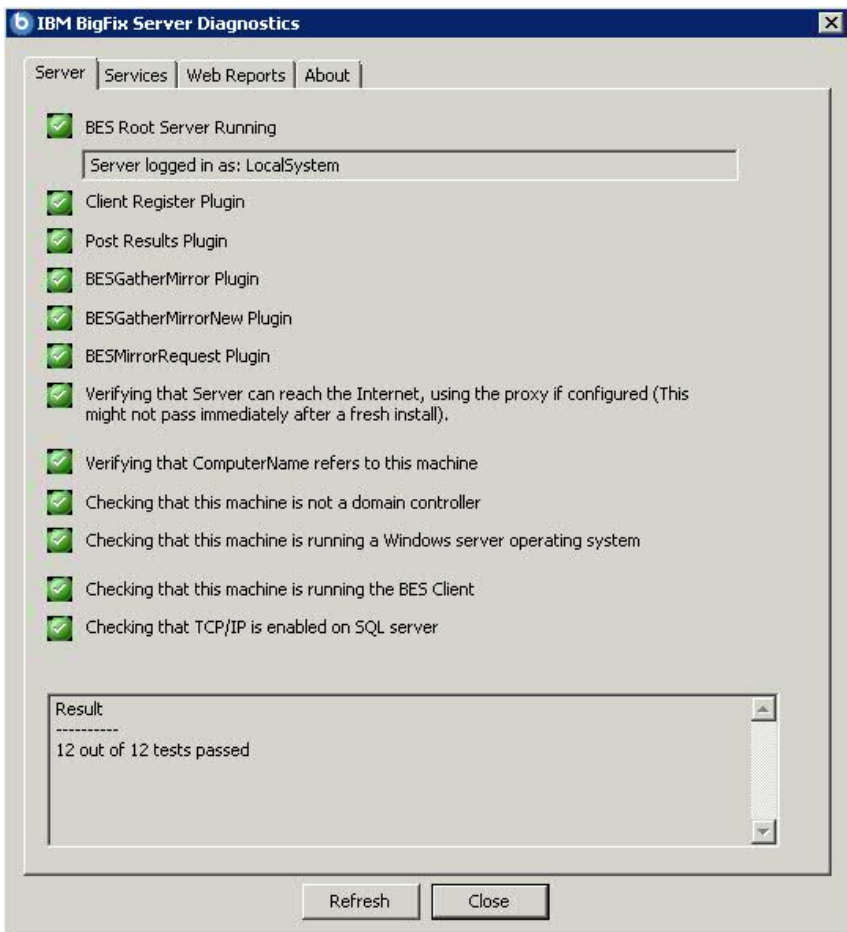 IBM BigFix Server Diagnostics
Server
Services
Web Reports
About
BES Root Server Running
Server logged in as: LocalSystem
Client Register Plugin
Post Results Plugin
BESGatherMirror Plugin
BESGatherMirrorNew Plugin
BESMirrorRequest Plugin
Verifying that Server can reach the Internet, using the proxy if configured (This
might not pass immediately after a fresh install).
Verifying that ComputerName refers to this machine
Checking that this machine is not a domain controller
Checking that this machine is running a Windows server operating system
Checking that this machine is running the BES Client
Checking that TCP/IP is enabled on SQL server
Result
----------
12 out of 12 tests passed
Refresh
Close